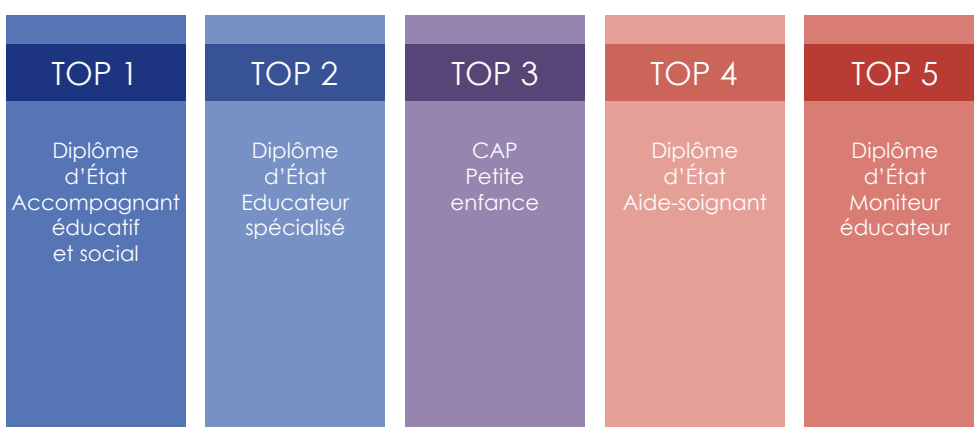 TOP 1
Diplôme
d'État
Accompagnant
éducatif
et social
TOP 2
Diplôme
d'État
Educateur
spécialisé
TOP 3
CAP
Petite
enfance
TOP 4
Diplôme
d'État
Aide-soignant
TOP 5
Diplôme
d'État
Moniteur
éducateur